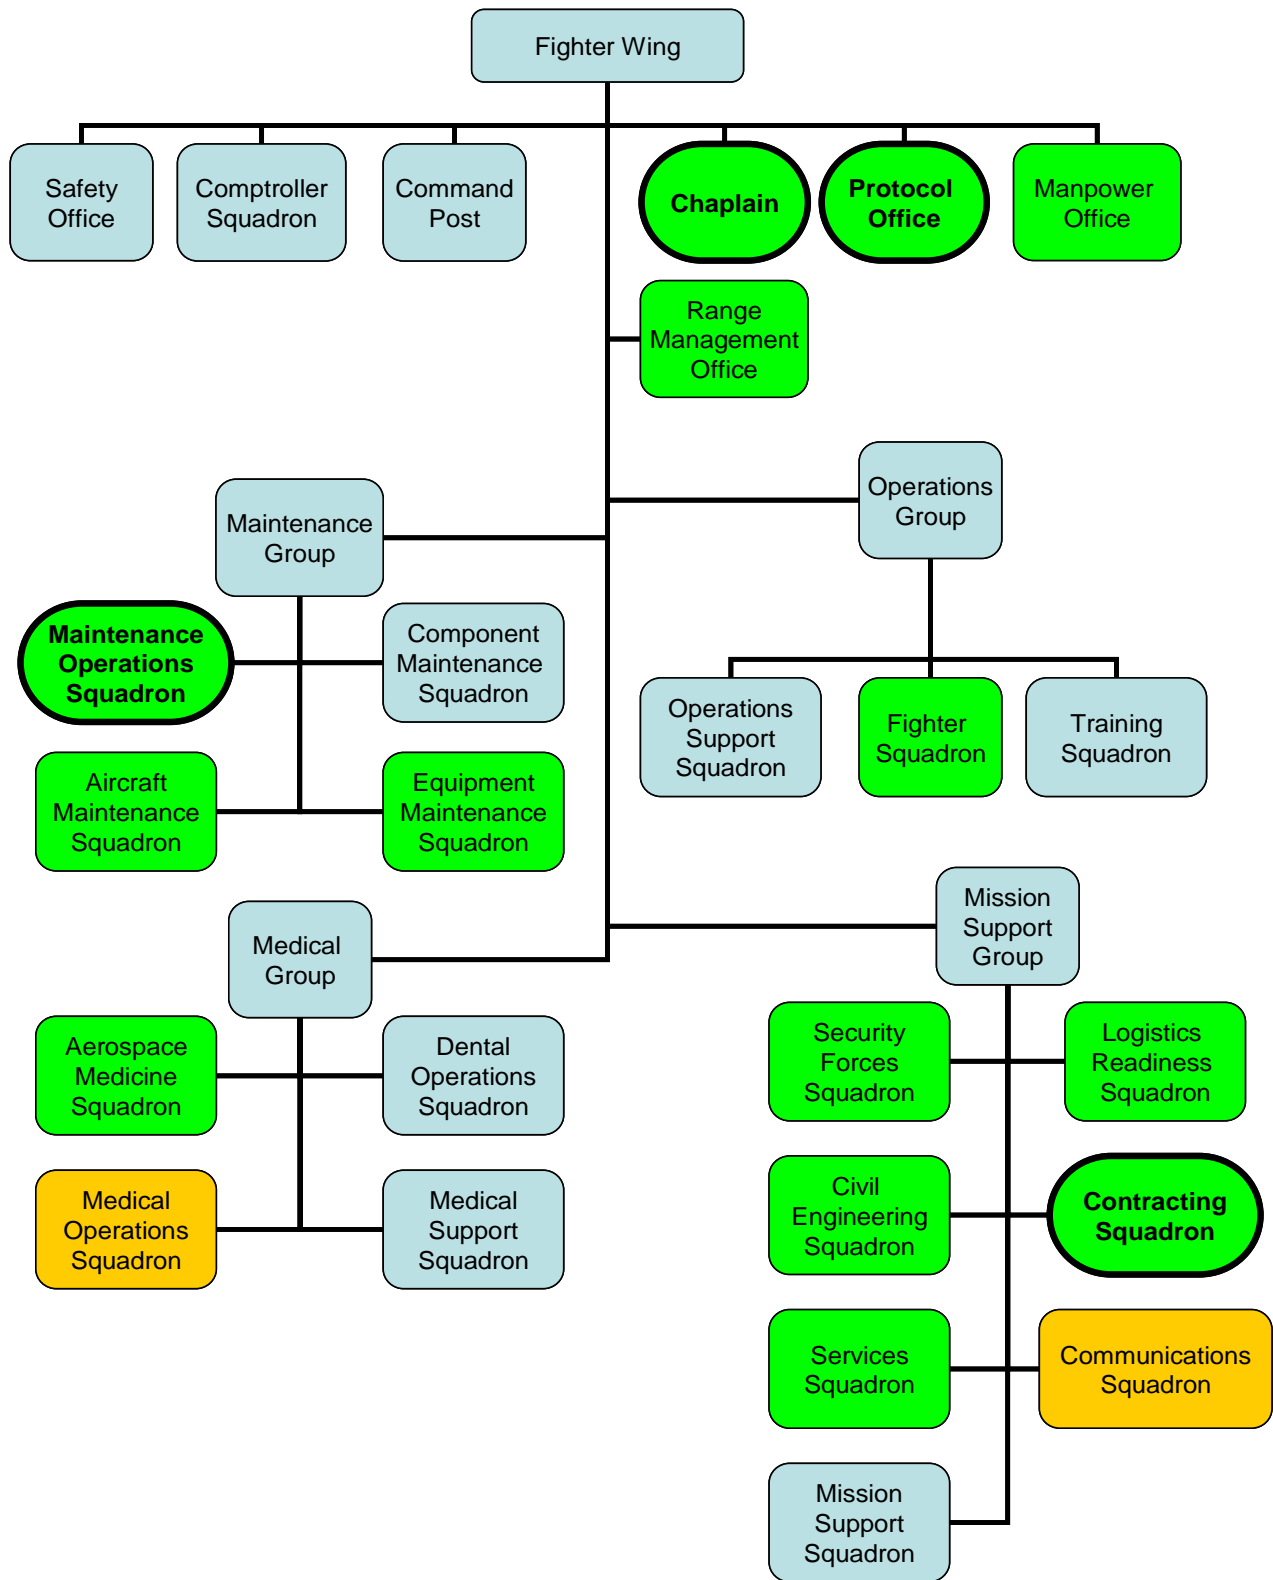 Fighter Wing
Safety
Office
Comptroller
Squadron
Command
Post
Chaplain
Protocol
Office
Manpower
Office
Range
Management
Office
Operations
Group
Maintenance
Group
Maintenance
Operations
Squadron
Component
Maintenance
Squadron
Operations
Support
Squadron
Fighter
Squadron
Training
Squadron
Aircraft
Maintenance
Squadron
Equipment
Maintenance
Squadron
Mission
Support
Group
Medical
Group
Aerospace
Medicine
Squadron
Dental
Operations
Squadron
Security
Forces
Squadron
Logistics
Readiness
Squadron
Medical
Operations
Squadron
Medical
Support
Squadron
Civil
Engineering
Squadron
Contracting
Squadron
Services
Squadron
Communications
Squadron
Mission
Support
Squadron